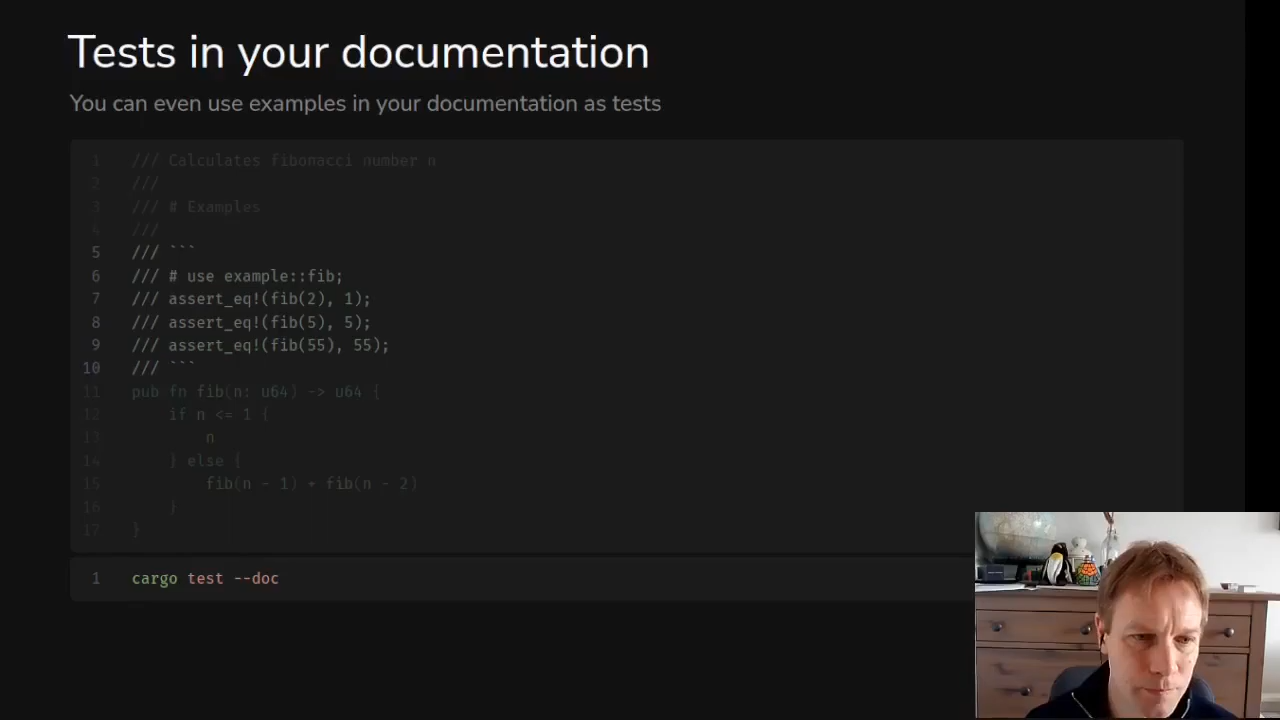 Tests in your documentation
You can even use examples in your documentation as tests
1 /// Calculates fibonacci number n
2 ///
3 /// # Examples
4 ///
5 /// ```
6 /// # use example::fib;
7 /// assert_eq!(fib(2), 1);
8 /// assert_eq!(fib(5), 5);
9 /// assert_eq!(fib(55), 55);
10 /// ```
11 pub fn fib(n: u64) -> u64 {
12     if n <= 1 {
13         n
14     } else {
15         fib(n - 1) + fib(n - 2)
16     }
17 }
1 cargo test --doc